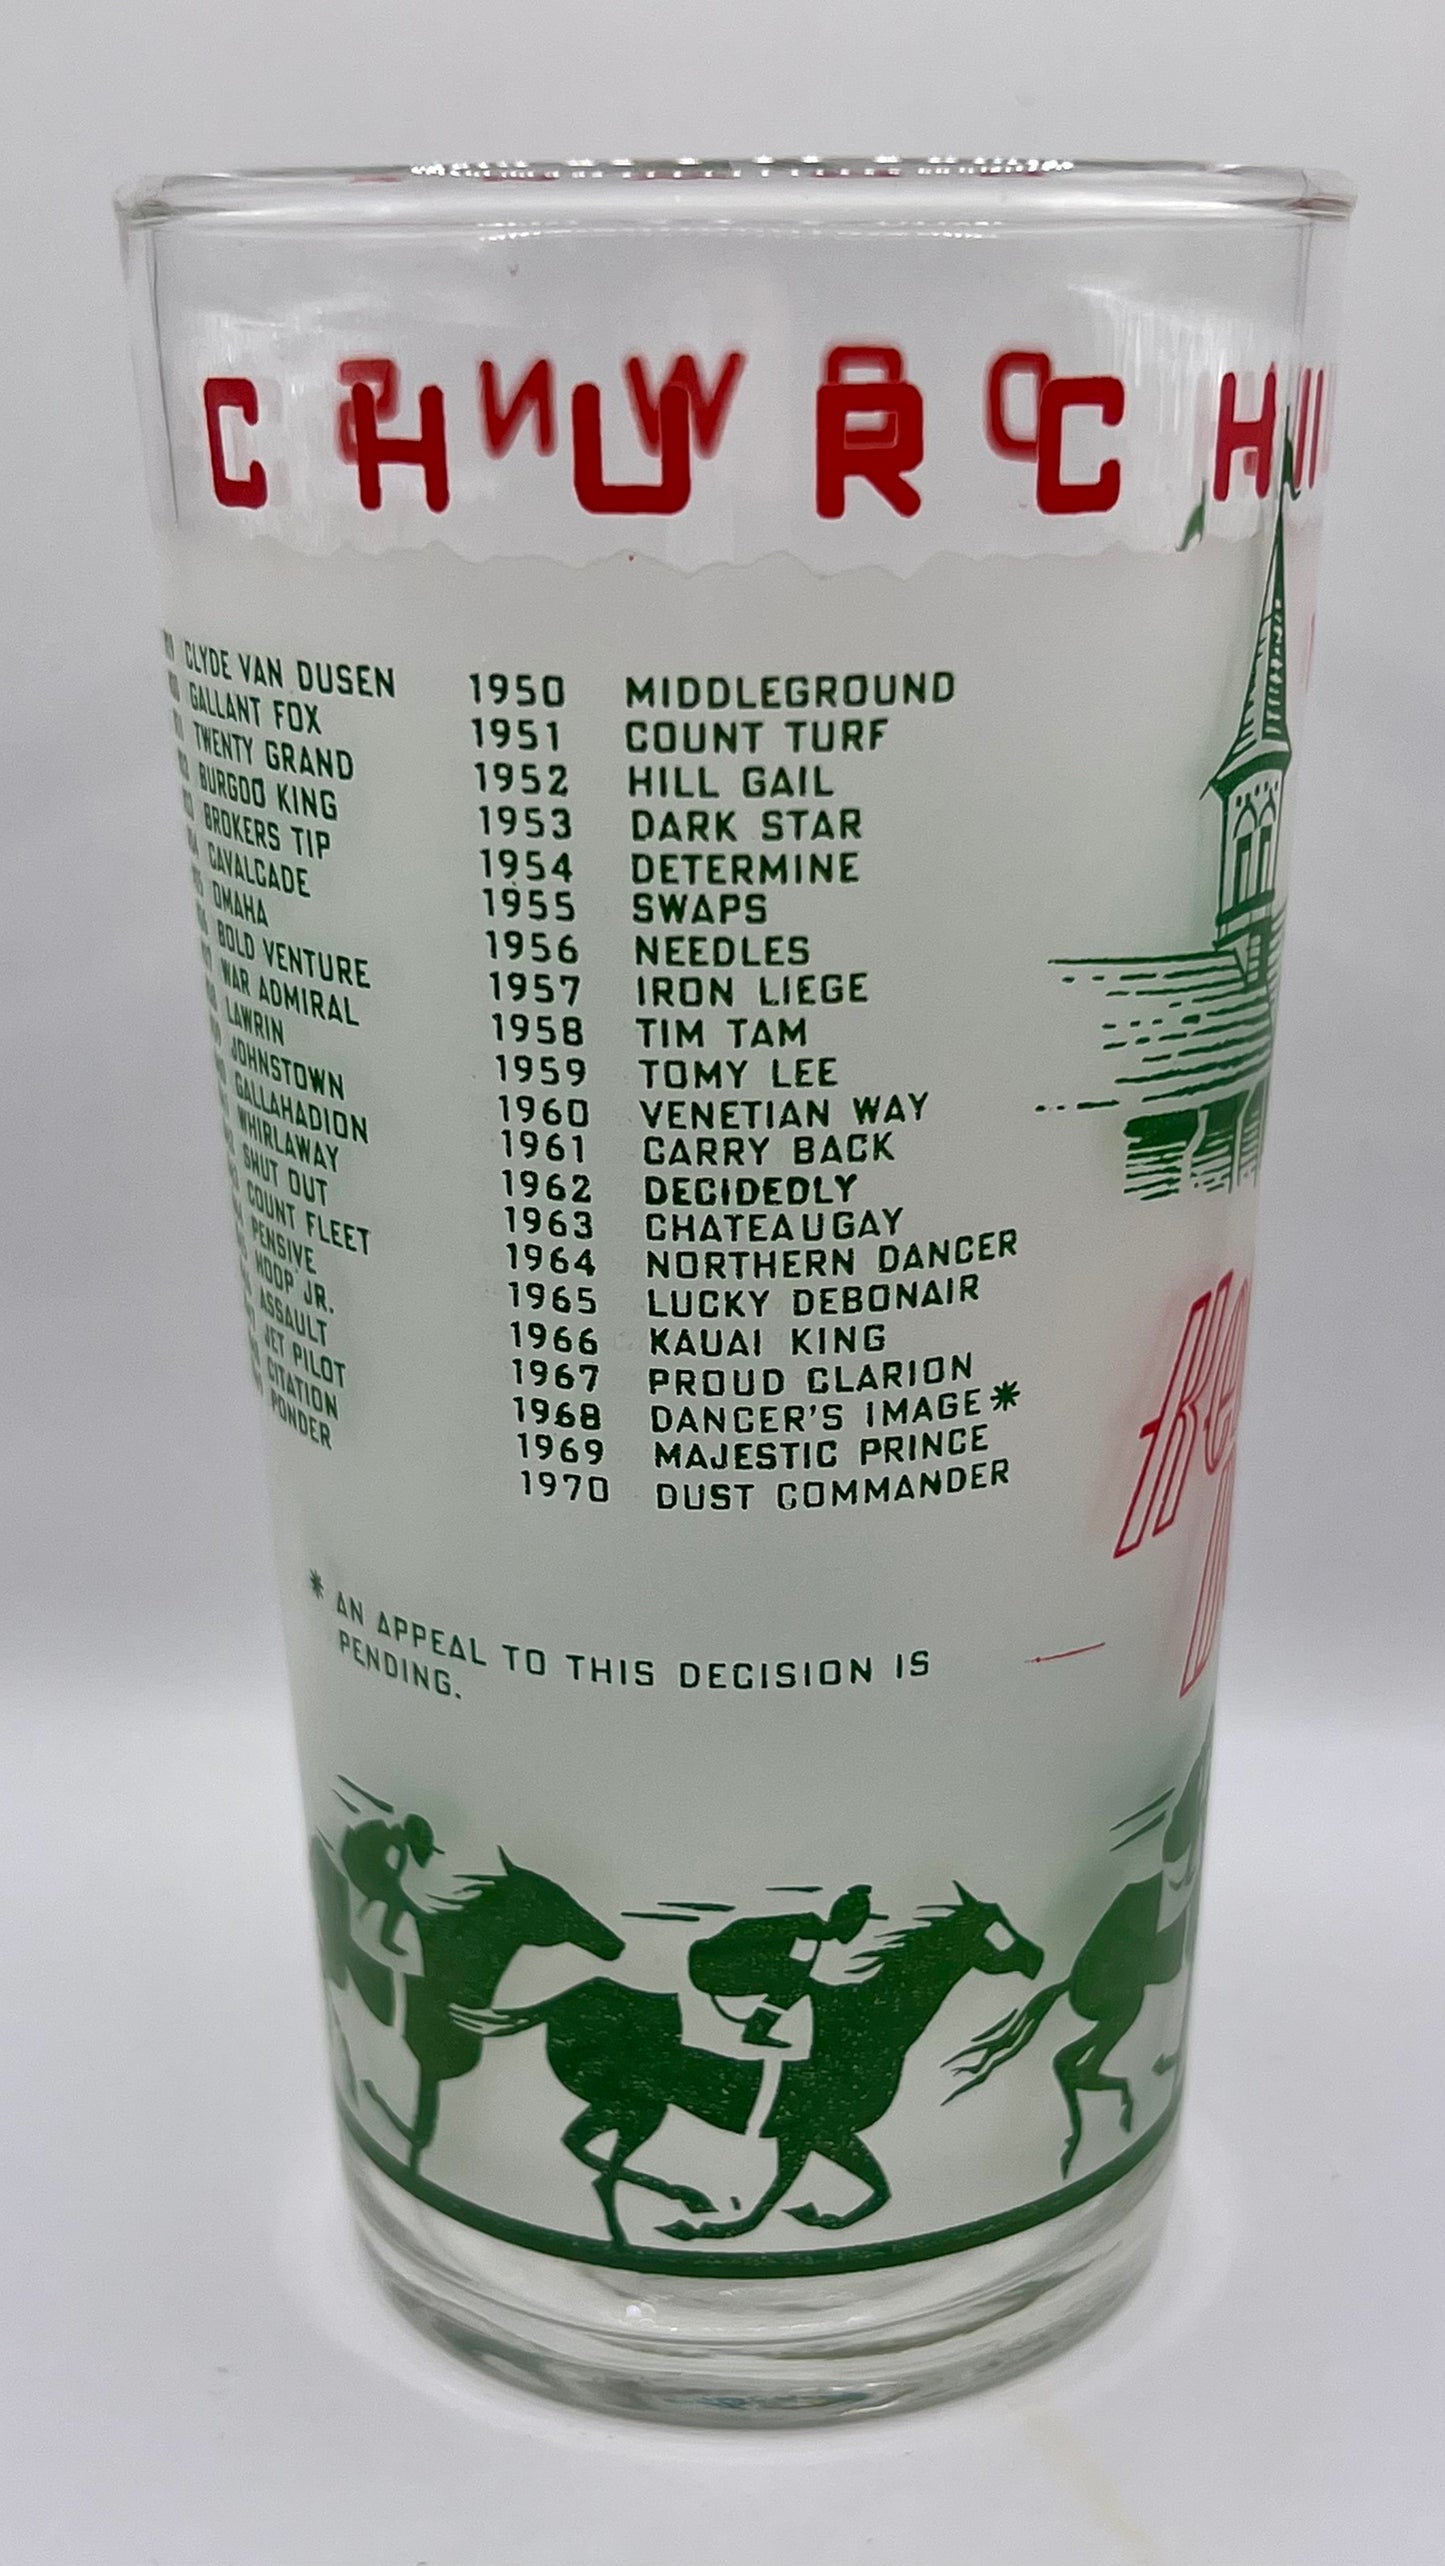 CHURCHILL
DOWNS
CLYDE VAN DUSEN
GALLANT FOX
TWENTY GRAND
BURGOO KING
BROKERS TIP
CAVALCADE
OMAHA
BOLD VENTURE
WAR ADMIRAL
LAWRIN
JOHNSTOWN
GALLAHADION
WHIRLAWAY
SHUT OUT
COUNT FLEET
PENSIVE
HOOP JR.
ASSAULT
JET PILOT
CITATION
PONDER
1950 MIDDLEGROUND
1951 COUNT TURF
1952 HILL GAIL
1953 DARK STAR
1954 DETERMINE
1955 SWAPS
1956 NEEDLES
1957 IRON LIEGE
1958 TIM TAM
1959 TOMY LEE
1960 VENETIAN WAY
1961 CARRY BACK
1962 DECIDEDLY
1963 CHATEAUGAY
1964 NORTHERN DANCER
1965 LUCKY DEBONAIR
1966 KAUAI KING
1967 PROUD CLARION
1968 DANCER'S IMAGE*
1969 MAJESTIC PRINCE
1970 DUST COMMANDER
* AN APPEAL TO THIS DECISION IS
PENDING.